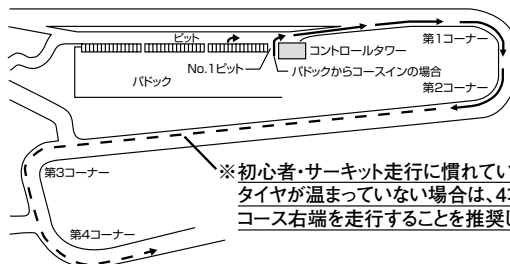 ピット
コントロールタワー
第1コーナー
No.1ピット
パドックからコースインの場合
パドック
第2コーナー
第3コーナー
※初心者・サーキット走行に慣れてい
タイヤが温まっていない場合は、4
コース右端を走行することを推奨
第4コーナー